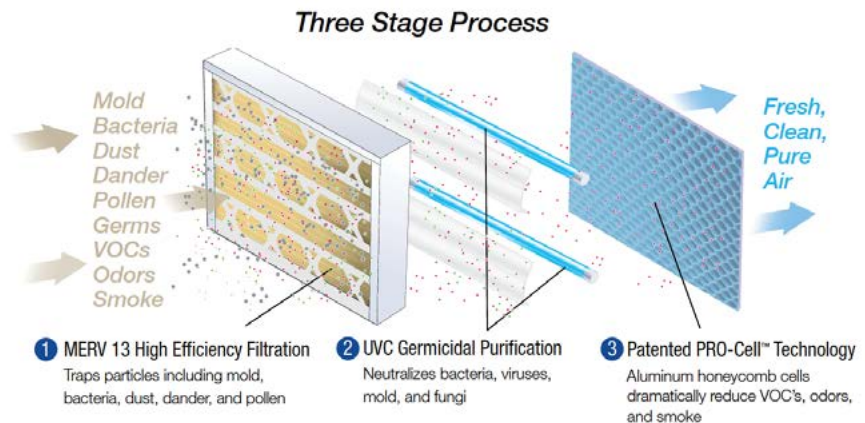 Three Stage Process
Mold
Bacteria
Dust
Dander
Pollen
Germs
VOCs
Odors
Smoke
Fresh,
Clean,
Pure
Air
1 MERV 13 High Efficiency Filtration
Traps particles including mold,
bacteria, dust, dander, and pollen
2 UVC Germicidal Purification
Neutralizes bacteria, viruses,
mold, and fungi
3 Patented PRO-Cell™ Technology
Aluminum honeycomb cells
dramatically reduce VOC's, odors,
and smoke